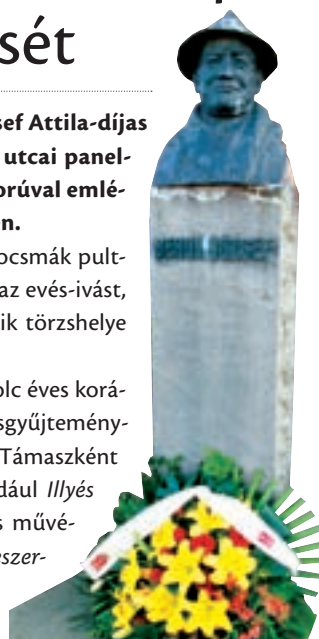 sét
sef Attila-díjas
utcai panel-
orúval emlé-
n.
ocsmák pult-
az evés-ivást,
ik törzshelye
olc éves korá-
sgyűjtemény-
Támaszként
dául Illyés
s művé-
eszer-